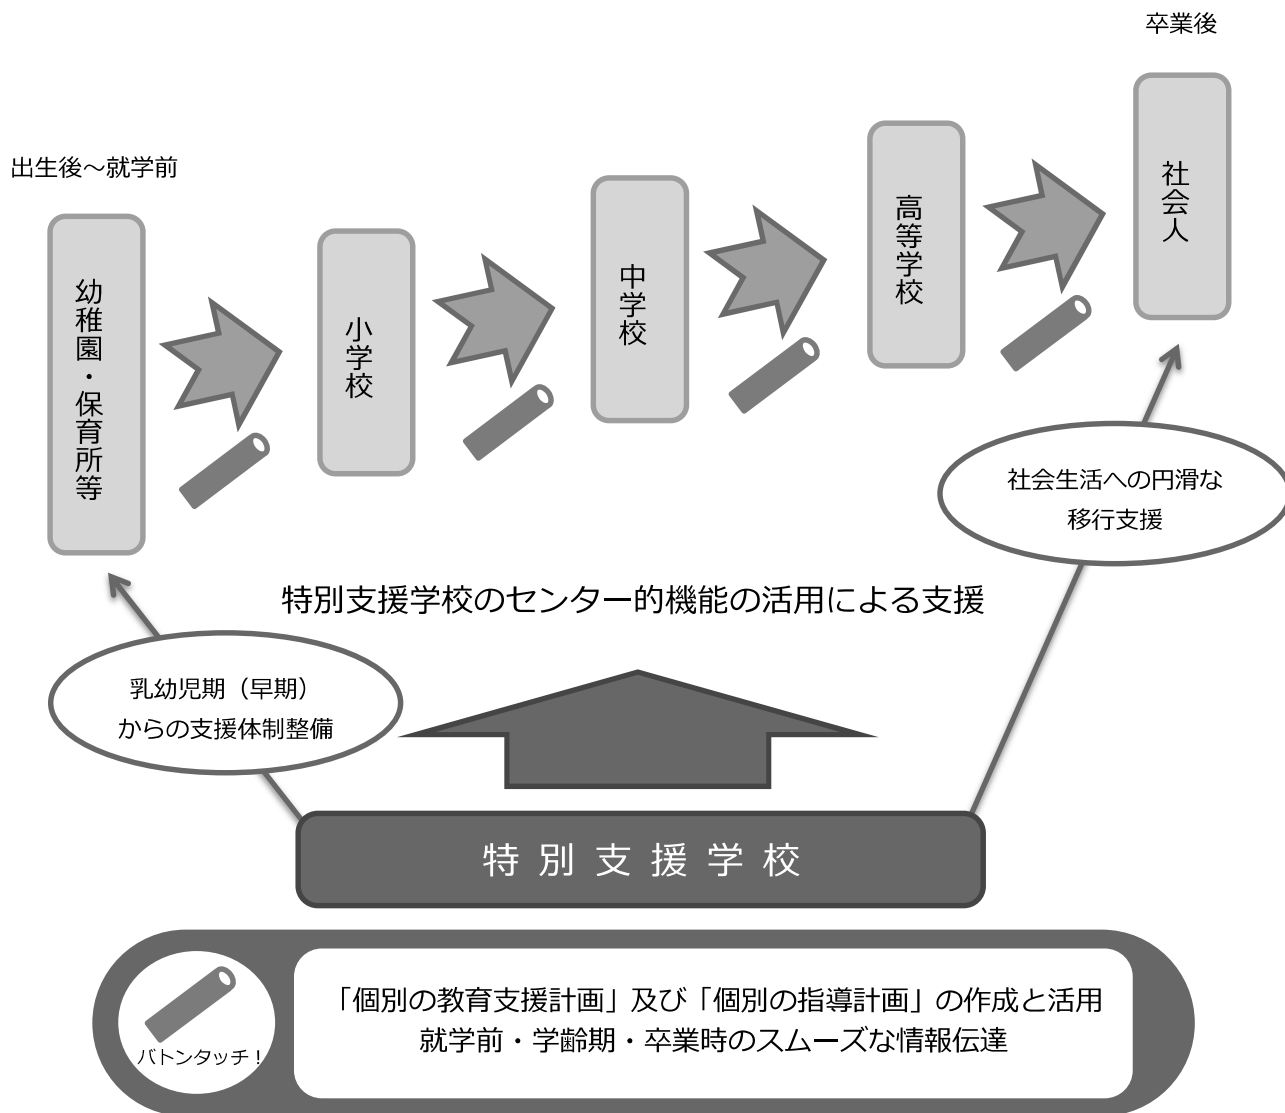 卒業後
出生後～就学前
幼稚園・保育所等
小学校
中学校
高等学校
社会人
社会生活への円滑な
移行支援
特別支援学校のセンター的機能の活用による支援
乳幼児期（早期）
からの支援体制整備
特別支援学校
「個別の教育支援計画」及び「個別の指導計画」の作成と活用
就学前・学齢期・卒業時のスムーズな情報伝達
バトンタッチ！